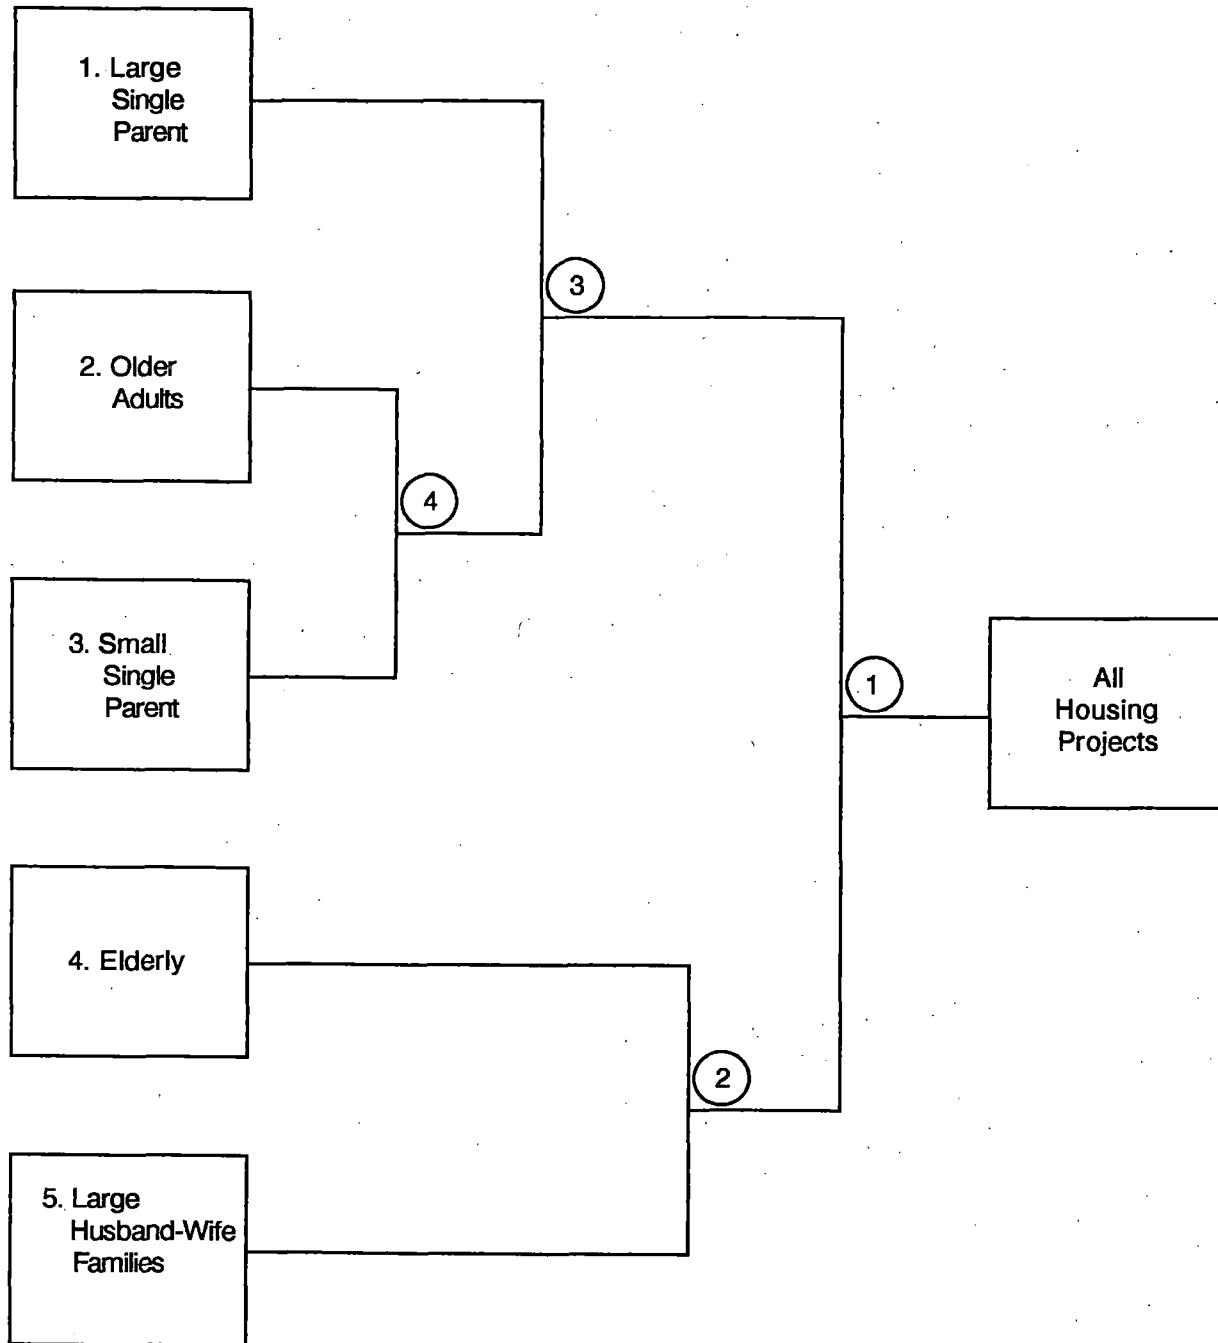 1. Large
Single
Parent
3
2. Older
Adults
4
3. Small
Single
Parent
1
All
Housing
Projects
4. Elderly
2
5. Large
Husband-Wife
Families